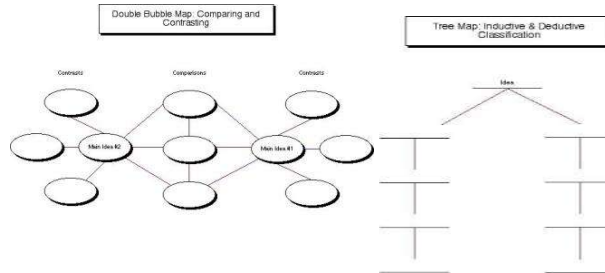 Double Bubble Map: Comparing and
Contrasting
Contrasts
Comparisons
Contrasts
Main Idea #2
Main Idea #1
Tree Map: Inductive & Deductive
Classification
Idea